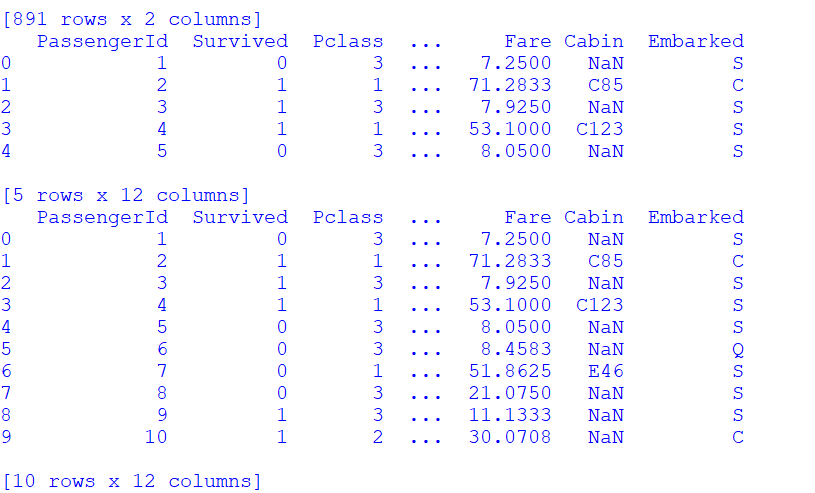 [891 rows x 2 columns]
   PassengerId  Survived  Pclass  ...     Fare Cabin  Embarked
0            1         0       3  ...   7.2500   NaN         S
1            2         1       1  ...  71.2833   C85         C
2            3         1       3  ...   7.9250   NaN         S
3            4         1       1  ...  53.1000  C123         S
4            5         0       3  ...   8.0500   NaN         S

[5 rows x 12 columns]
   PassengerId  Survived  Pclass  ...     Fare Cabin  Embarked
0            1         0       3  ...   7.2500   NaN         S
1            2         1       1  ...  71.2833   C85         C
2            3         1       3  ...   7.9250   NaN         S
3            4         1       1  ...  53.1000  C123         S
4            5         0       3  ...   8.0500   NaN         S
5            6         0       3  ...   8.4583   NaN         Q
6            7         0       1  ...  51.8625   E46         S
7            8         0       3  ...  21.0750   NaN         S
8            9         1       3  ...  11.1333   NaN         S
9           10         1       2  ...  30.0708   NaN         C

[10 rows x 12 columns]